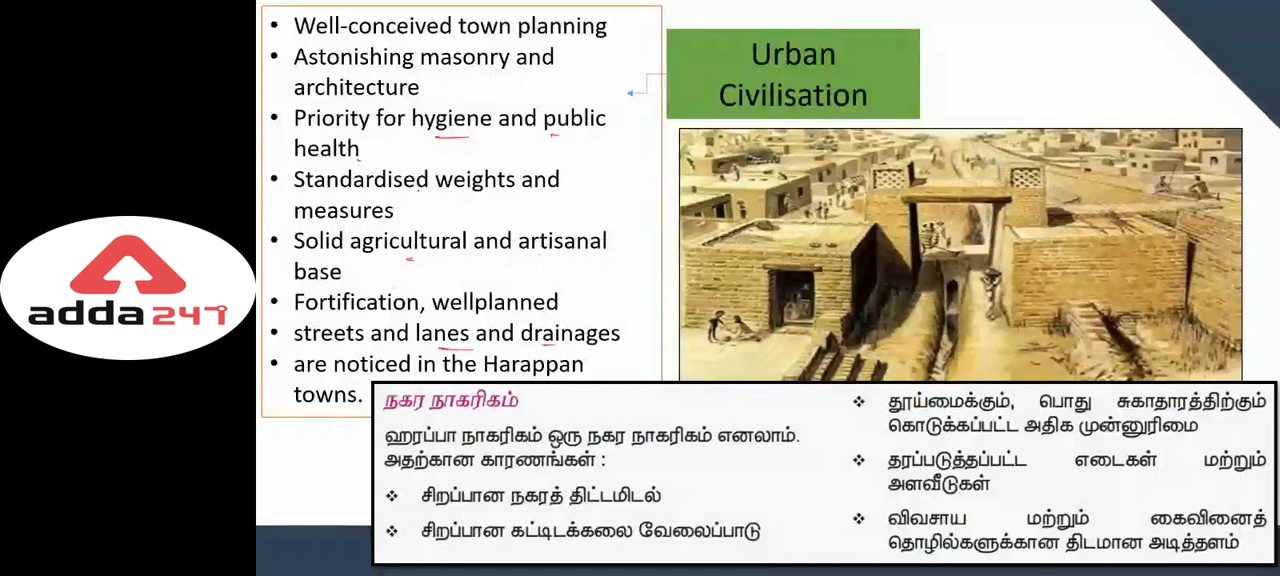 • Well-conceived town planning
• Astonishing masonry and
architecture
• Priority for hygiene and public
health
• Standardised weights and
measures
• Solid agricultural and artisanal
base
• Fortification, wellplanned
• streets and lanes and drainages
• are noticed in the Harappan
towns.
Urban
Civilisation
adda 247
நகர நாகரிகம்
ஹரப்பா நாகரிகம் ஒரு நகர நாகரிகம் எனலாம்.
அதற்கான காரணங்கள் :
❖ சிறப்பான நகரத் திட்டமிடல்
❖ சிறப்பான கட்டிடக்கலை வேலைப்பாடு
❖ தூய்மைக்கும், பொது சுகாதாரத்திற்கும்
கொடுக்கப்பட்ட அதிக முன்னுரிமை
❖ தரப்படுத்தப்பட்ட எடைகள் மற்றும்
அளவீடுகள்
❖ விவசாய மற்றும் கைவினைத்
தொழில்களுக்கான திடமான அடித்தளம்